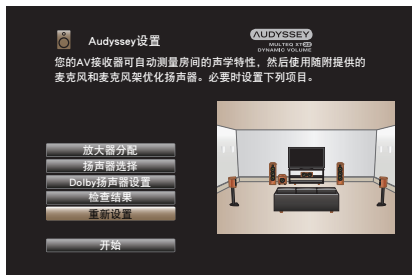 Audyssey设置
AUDYSSEY
MULTEQ XT32
DYNAMIC VOLUME
您的AV接收器可自动测量房间的声学特性，然后使用随附提供的
麦克风和麦克风架优化扬声器。必要时设置下列项目。
放大器分配
扬声器选择
Dolby扬声器设置
检查结果
重新设置
开始